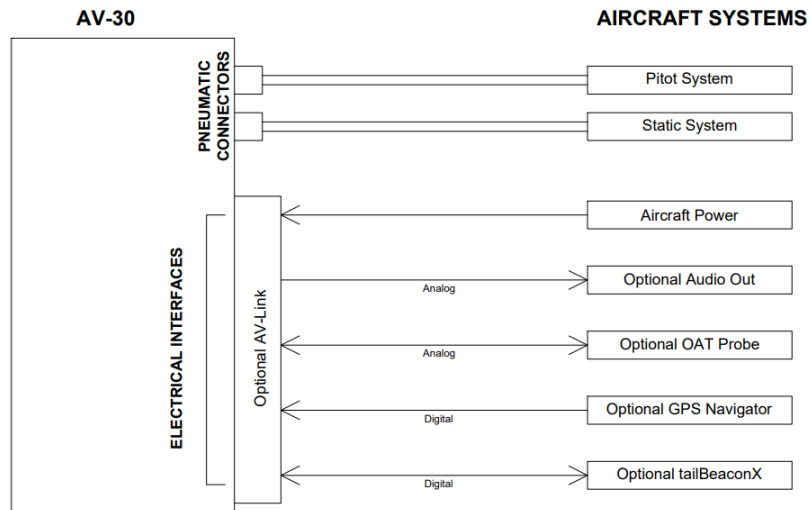 AV-30
AIRCRAFT SYSTEMS
PNEUMATIC
CONNECTORS
Pitot System
Static System
ELECTRICAL INTERFACES
Optional AV-Link
Aircraft Power
Analog
Optional Audio Out
Analog
Optional OAT Probe
Digital
Optional GPS Navigator
Digital
Optional tailBeaconX